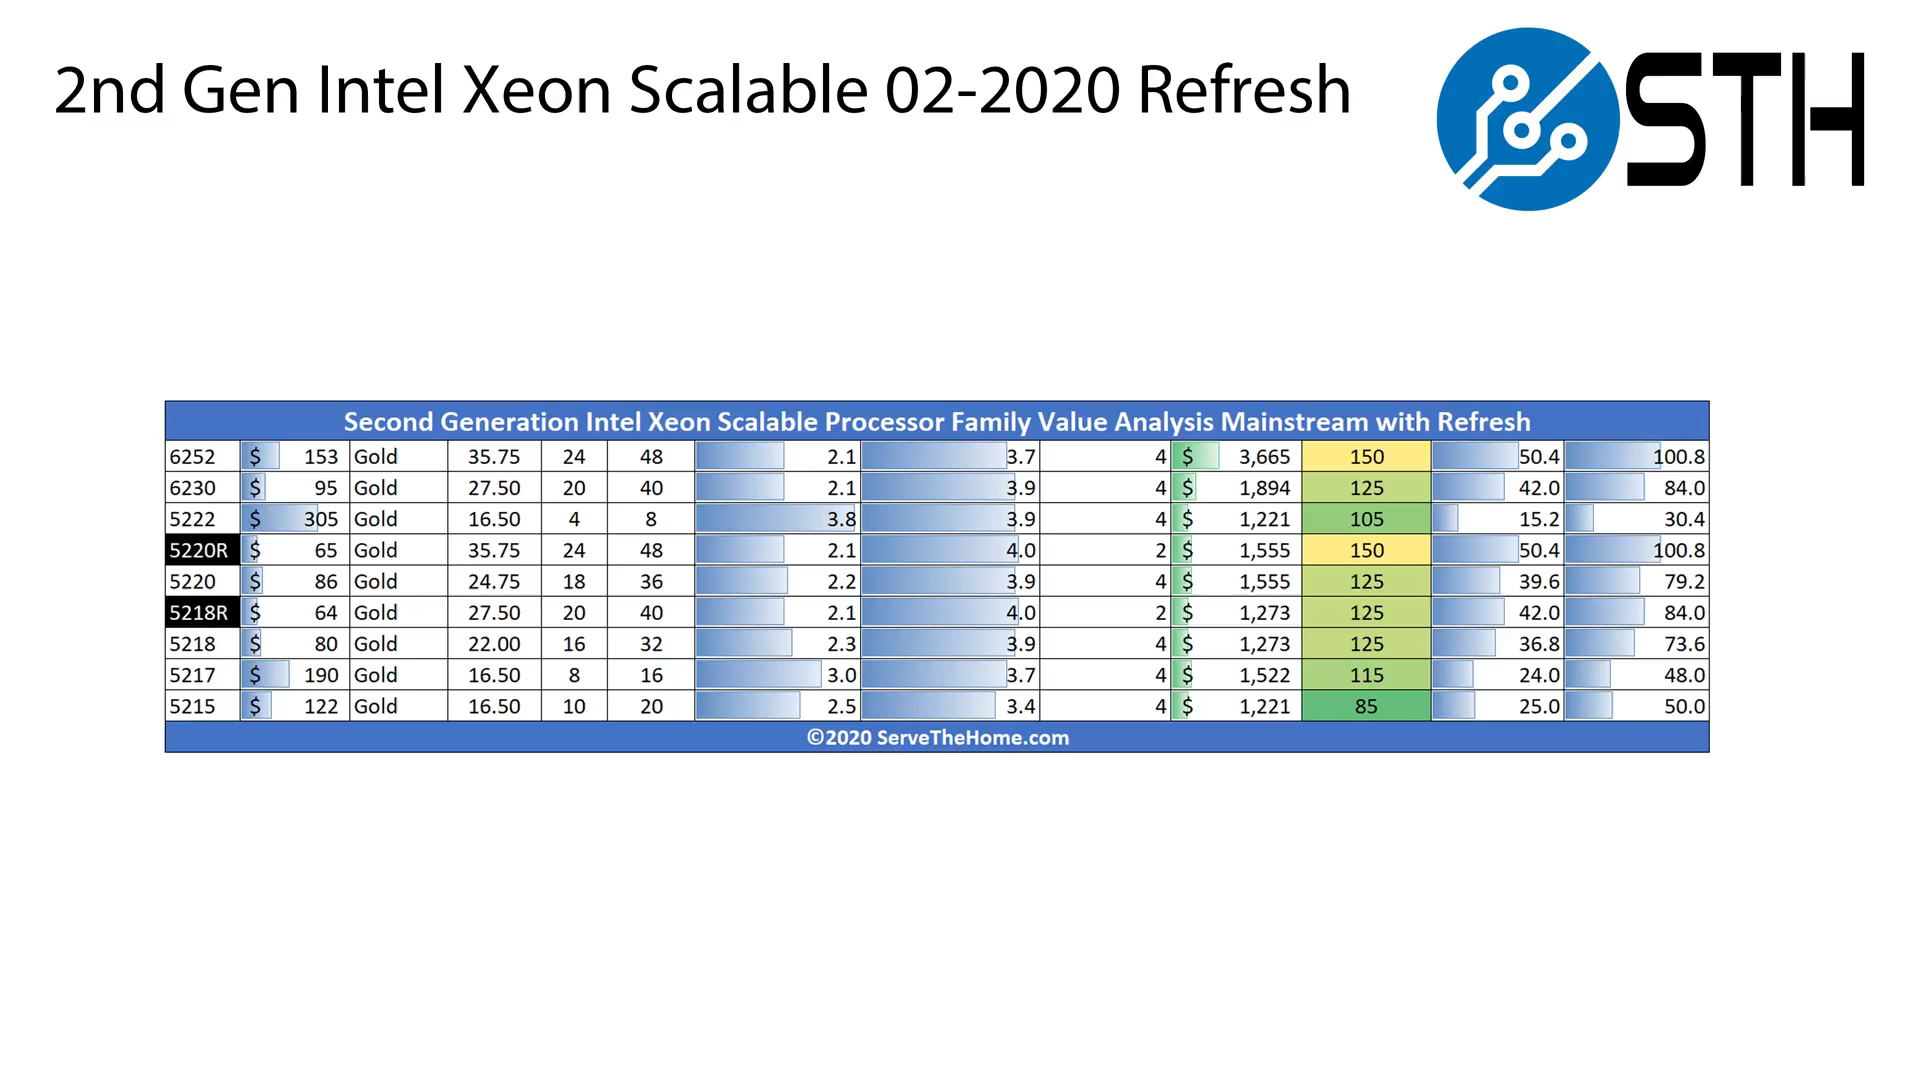 2nd Gen Intel Xeon Scalable 02-2020 Refresh
STH
Second Generation Intel Xeon Scalable Processor Family Value Analysis Mainstream with Refresh
6252 $ 153 Gold 35.75 24 48 2.1 3.7 4 $ 3,665 150 50.4 100.8
6230 $ 95 Gold 27.50 20 40 2.1 3.9 4 $ 1,894 125 42.0 84.0
5222 $ 305 Gold 16.50 4 8 3.8 3.9 4 $ 1,221 105 15.2 30.4
5220R $ 65 Gold 35.75 24 48 2.1 4.0 2 $ 1,555 150 50.4 100.8
5220 $ 86 Gold 24.75 18 36 2.2 3.9 4 $ 1,555 125 39.6 79.2
5218R $ 64 Gold 27.50 20 40 2.1 4.0 2 $ 1,273 125 42.0 84.0
5218 $ 80 Gold 22.00 16 32 2.3 3.9 4 $ 1,273 125 36.8 73.6
5217 $ 190 Gold 16.50 8 16 3.0 3.7 4 $ 1,522 115 24.0 48.0
5215 $ 122 Gold 16.50 10 20 2.5 3.4 4 $ 1,221 85 25.0 50.0
©2020 ServeTheHome.com